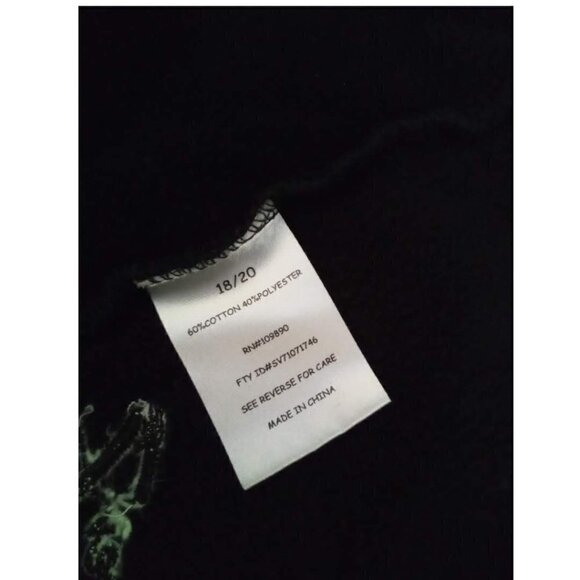 18/20
60%COTTON 40%POLYESTER
RN#109890
FTY ID#SV71071746
SEE REVERSE FOR CARE
MADE IN CHINA